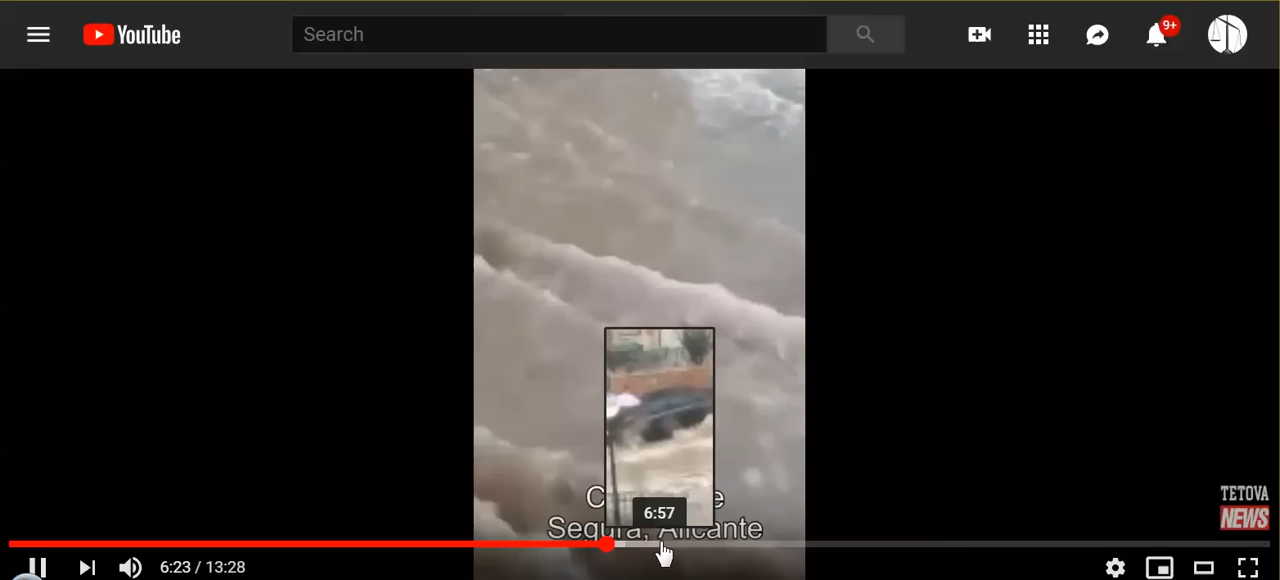 YouTube
Search
9+
6:57
Segura, Alicante
TETOVA
NEWS
6:23 / 13:28